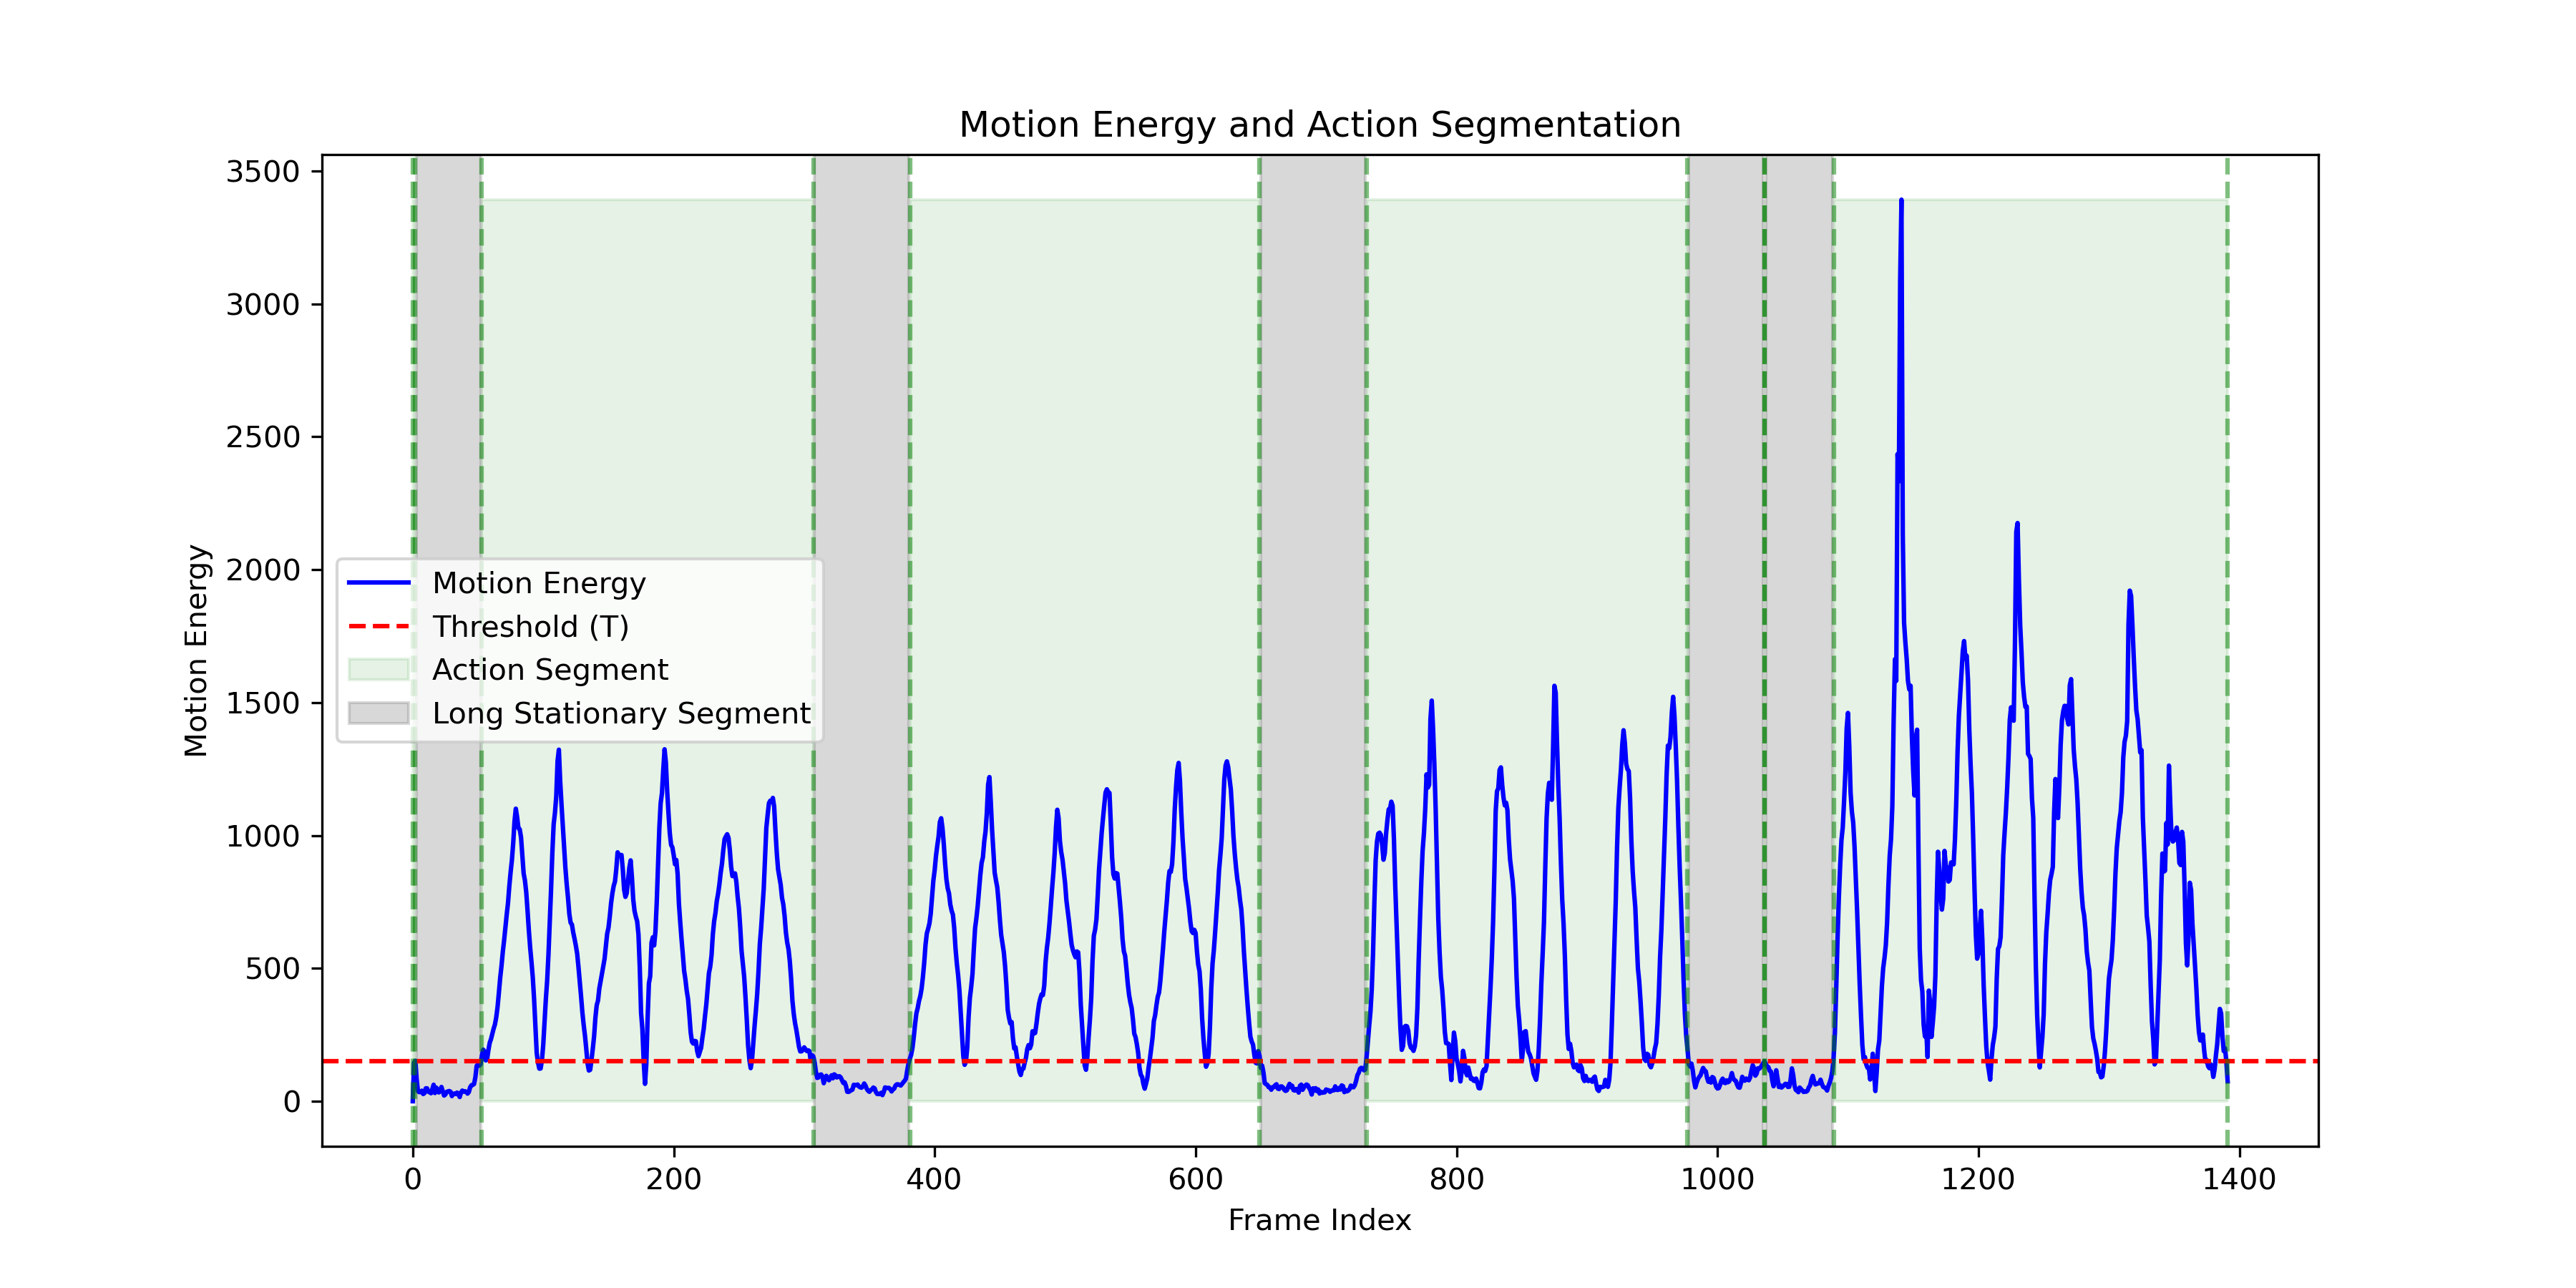 Motion Energy and Action Segmentation
3500
3000
2500
2000
1500
1000
500
0
Motion Energy
Motion Energy
Threshold (T)
Action Segment
Long Stationary Segment
0 200 400 600 800 1000 1200 1400
Frame Index